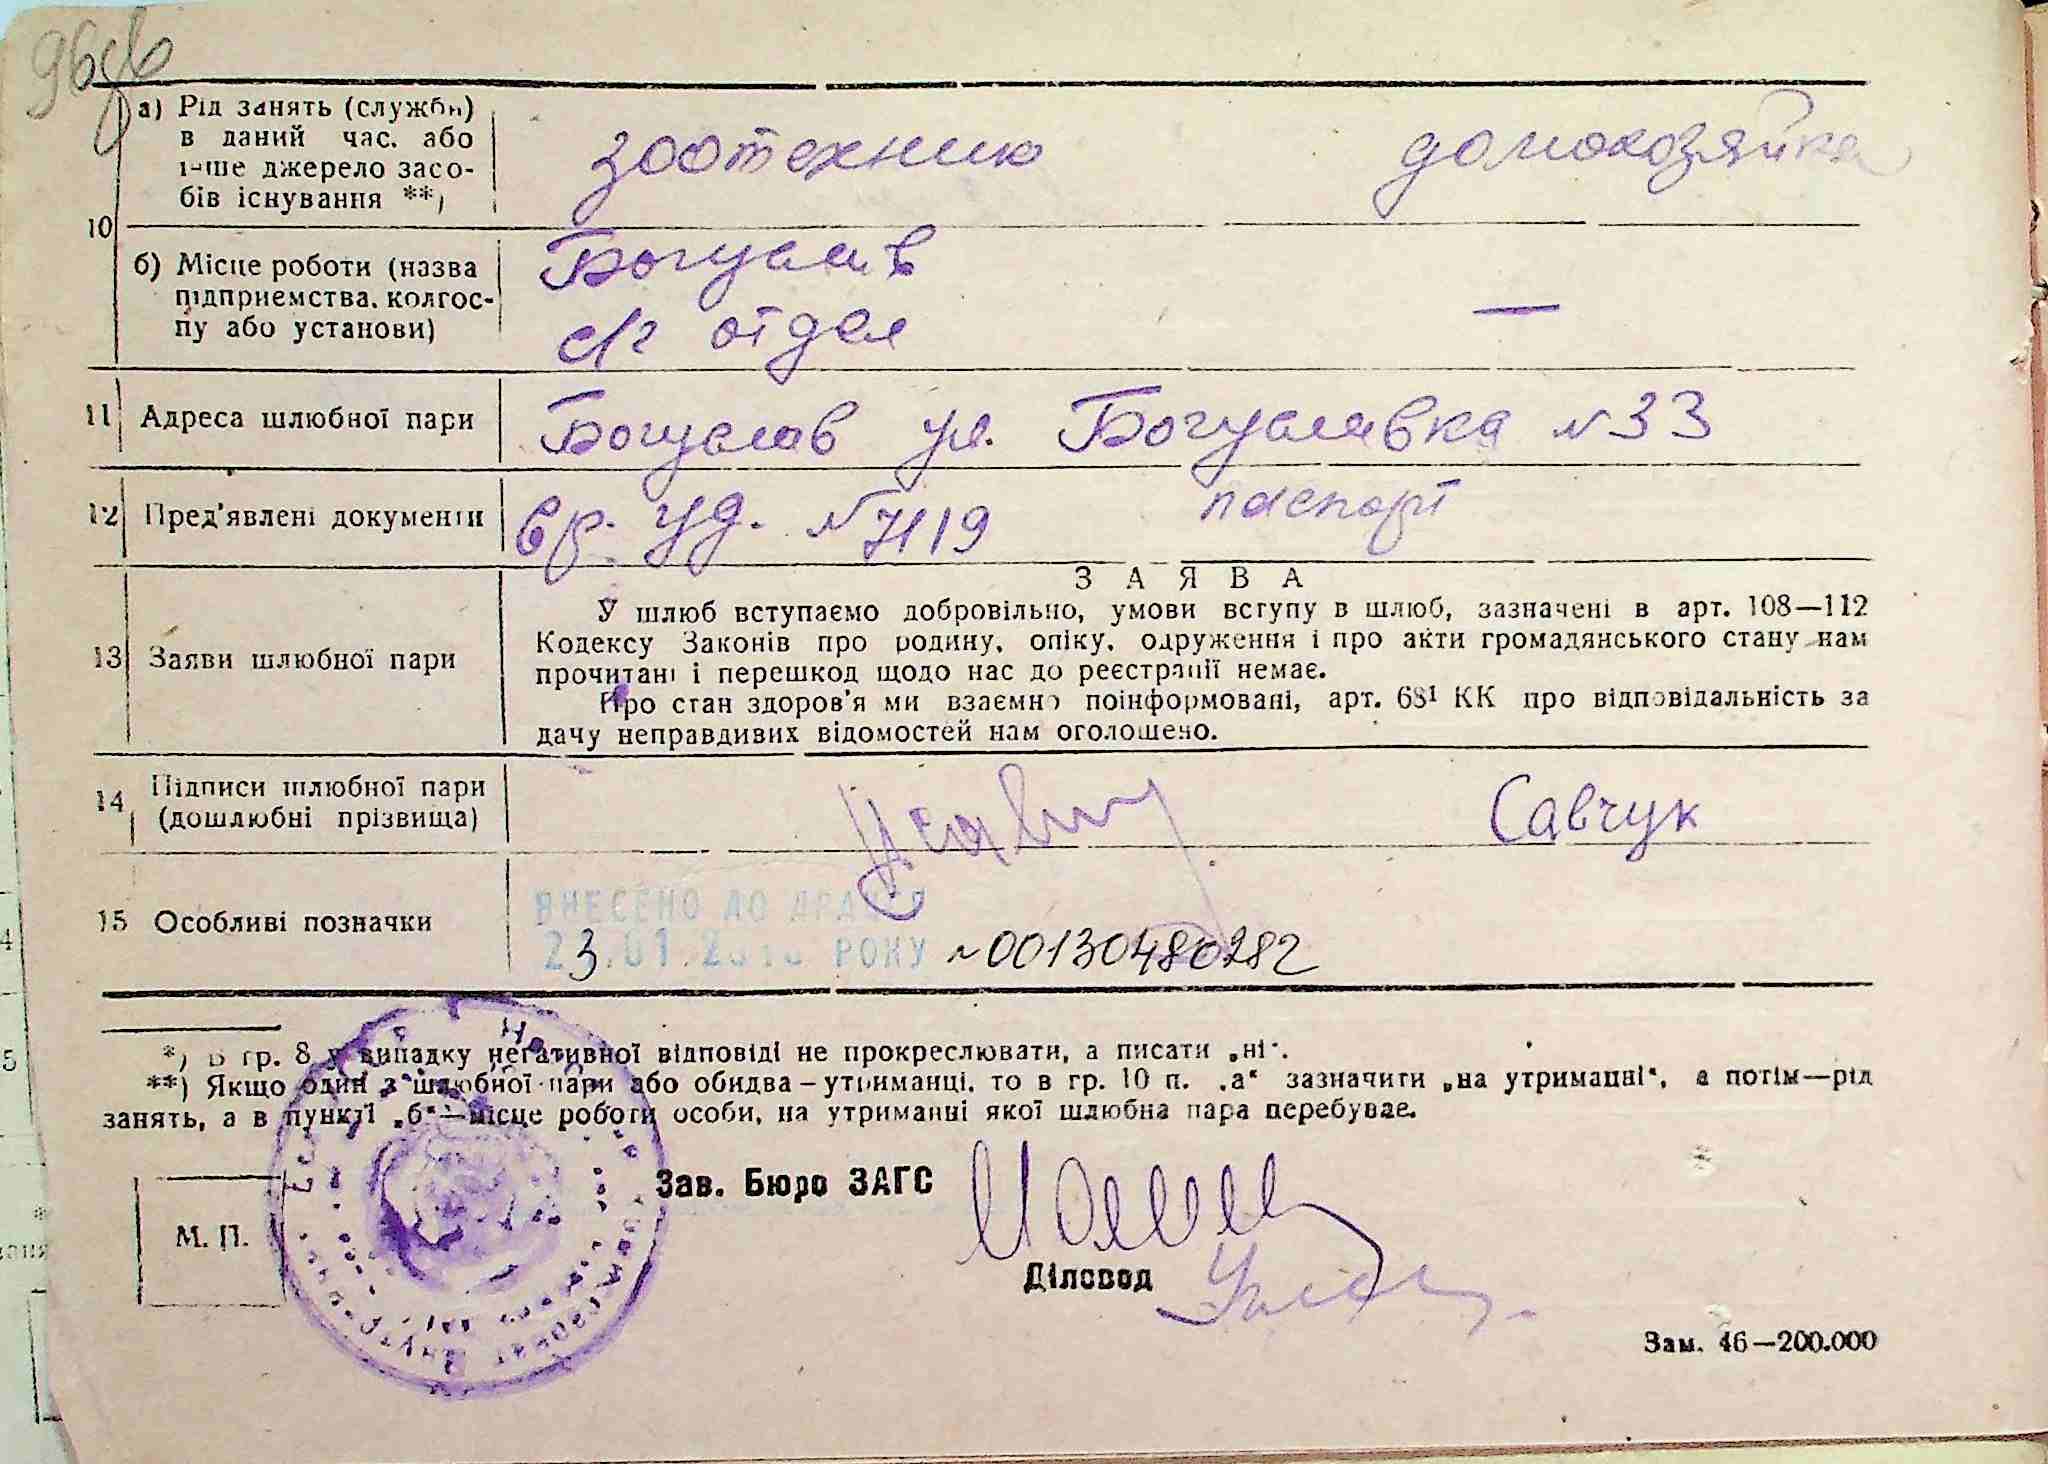 а) Рід занять (служби)
в даний час. або
інше джерело засо-
бів існування **)
зоотехник домохозяйка
10
б) Місце роботи (назва
підприємства. колгос-
пу або установи)
Богуслав
с/г отдел —
11 Адреса шлюбної пари Богуслав ул. Богуславка №33
12 Пред'явлені документи вр. уд. №7119 паспорт
ЗАЯВА
13 Заяви шлюбної пари
У шлюб вступаємо добровільно, умови вступу в шлюб, зазначені в арт. 108—112
Кодексу Законів про родину, опіку, одруження і про акти громадянського стану нам
прочитані і перешкод щодо нас до реєстрації немає.
Про стан здоров'я ми взаємно поінформовані, арт. 68¹ КК про відповідальність за
дачу неправдивих відомостей нам оголошено.
14 Підписи шлюбної пари
(дошлюбні прізвища)
Савчук
15 Особливі позначки
ВНЕСЕНО ДО ДРАЦСГ
23.01. РОКУ №00130480282
*) В гр. 8 у випадку негативної відповіді не прокреслювати, а писати „ні".
**) Якщо один з шлюбної пари або обидва—утриманці, то в гр. 10 п. „а" зазначити „на утриманні", а потім—рід
занять, а в пункті „б"—місце роботи особи, на утриманні якої шлюбна пара перебуває.
Зав. Бюро ЗАГС
М. П.
Діловод
Зам. 46—200.000